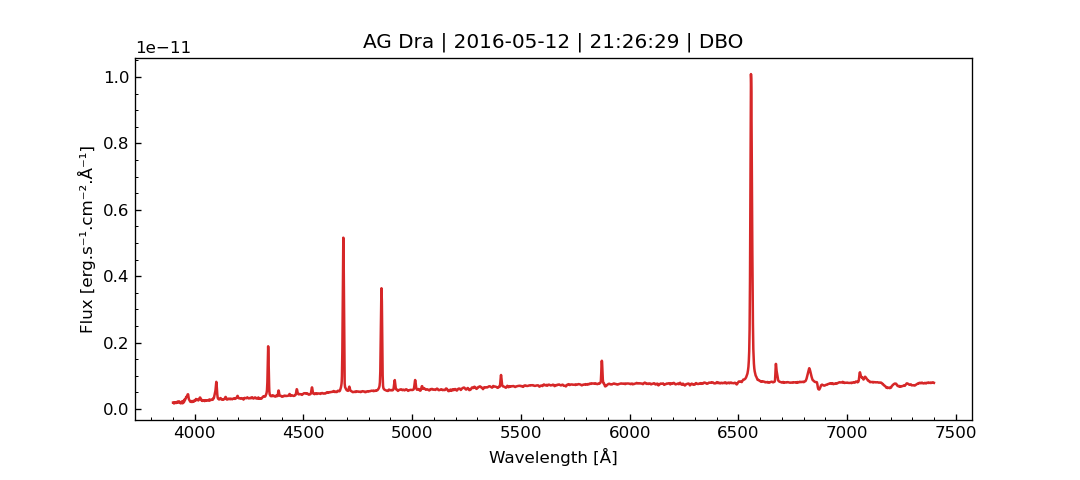 AG Dra | 2016-05-12 | 21:26:29 | DBO
1e−11
1.0
0.8
0.6
0.4
0.2
0.0
Flux [erg.s⁻¹.cm⁻².Å⁻¹]
4000 4500 5000 5500 6000 6500 7000 7500
Wavelength [Å]